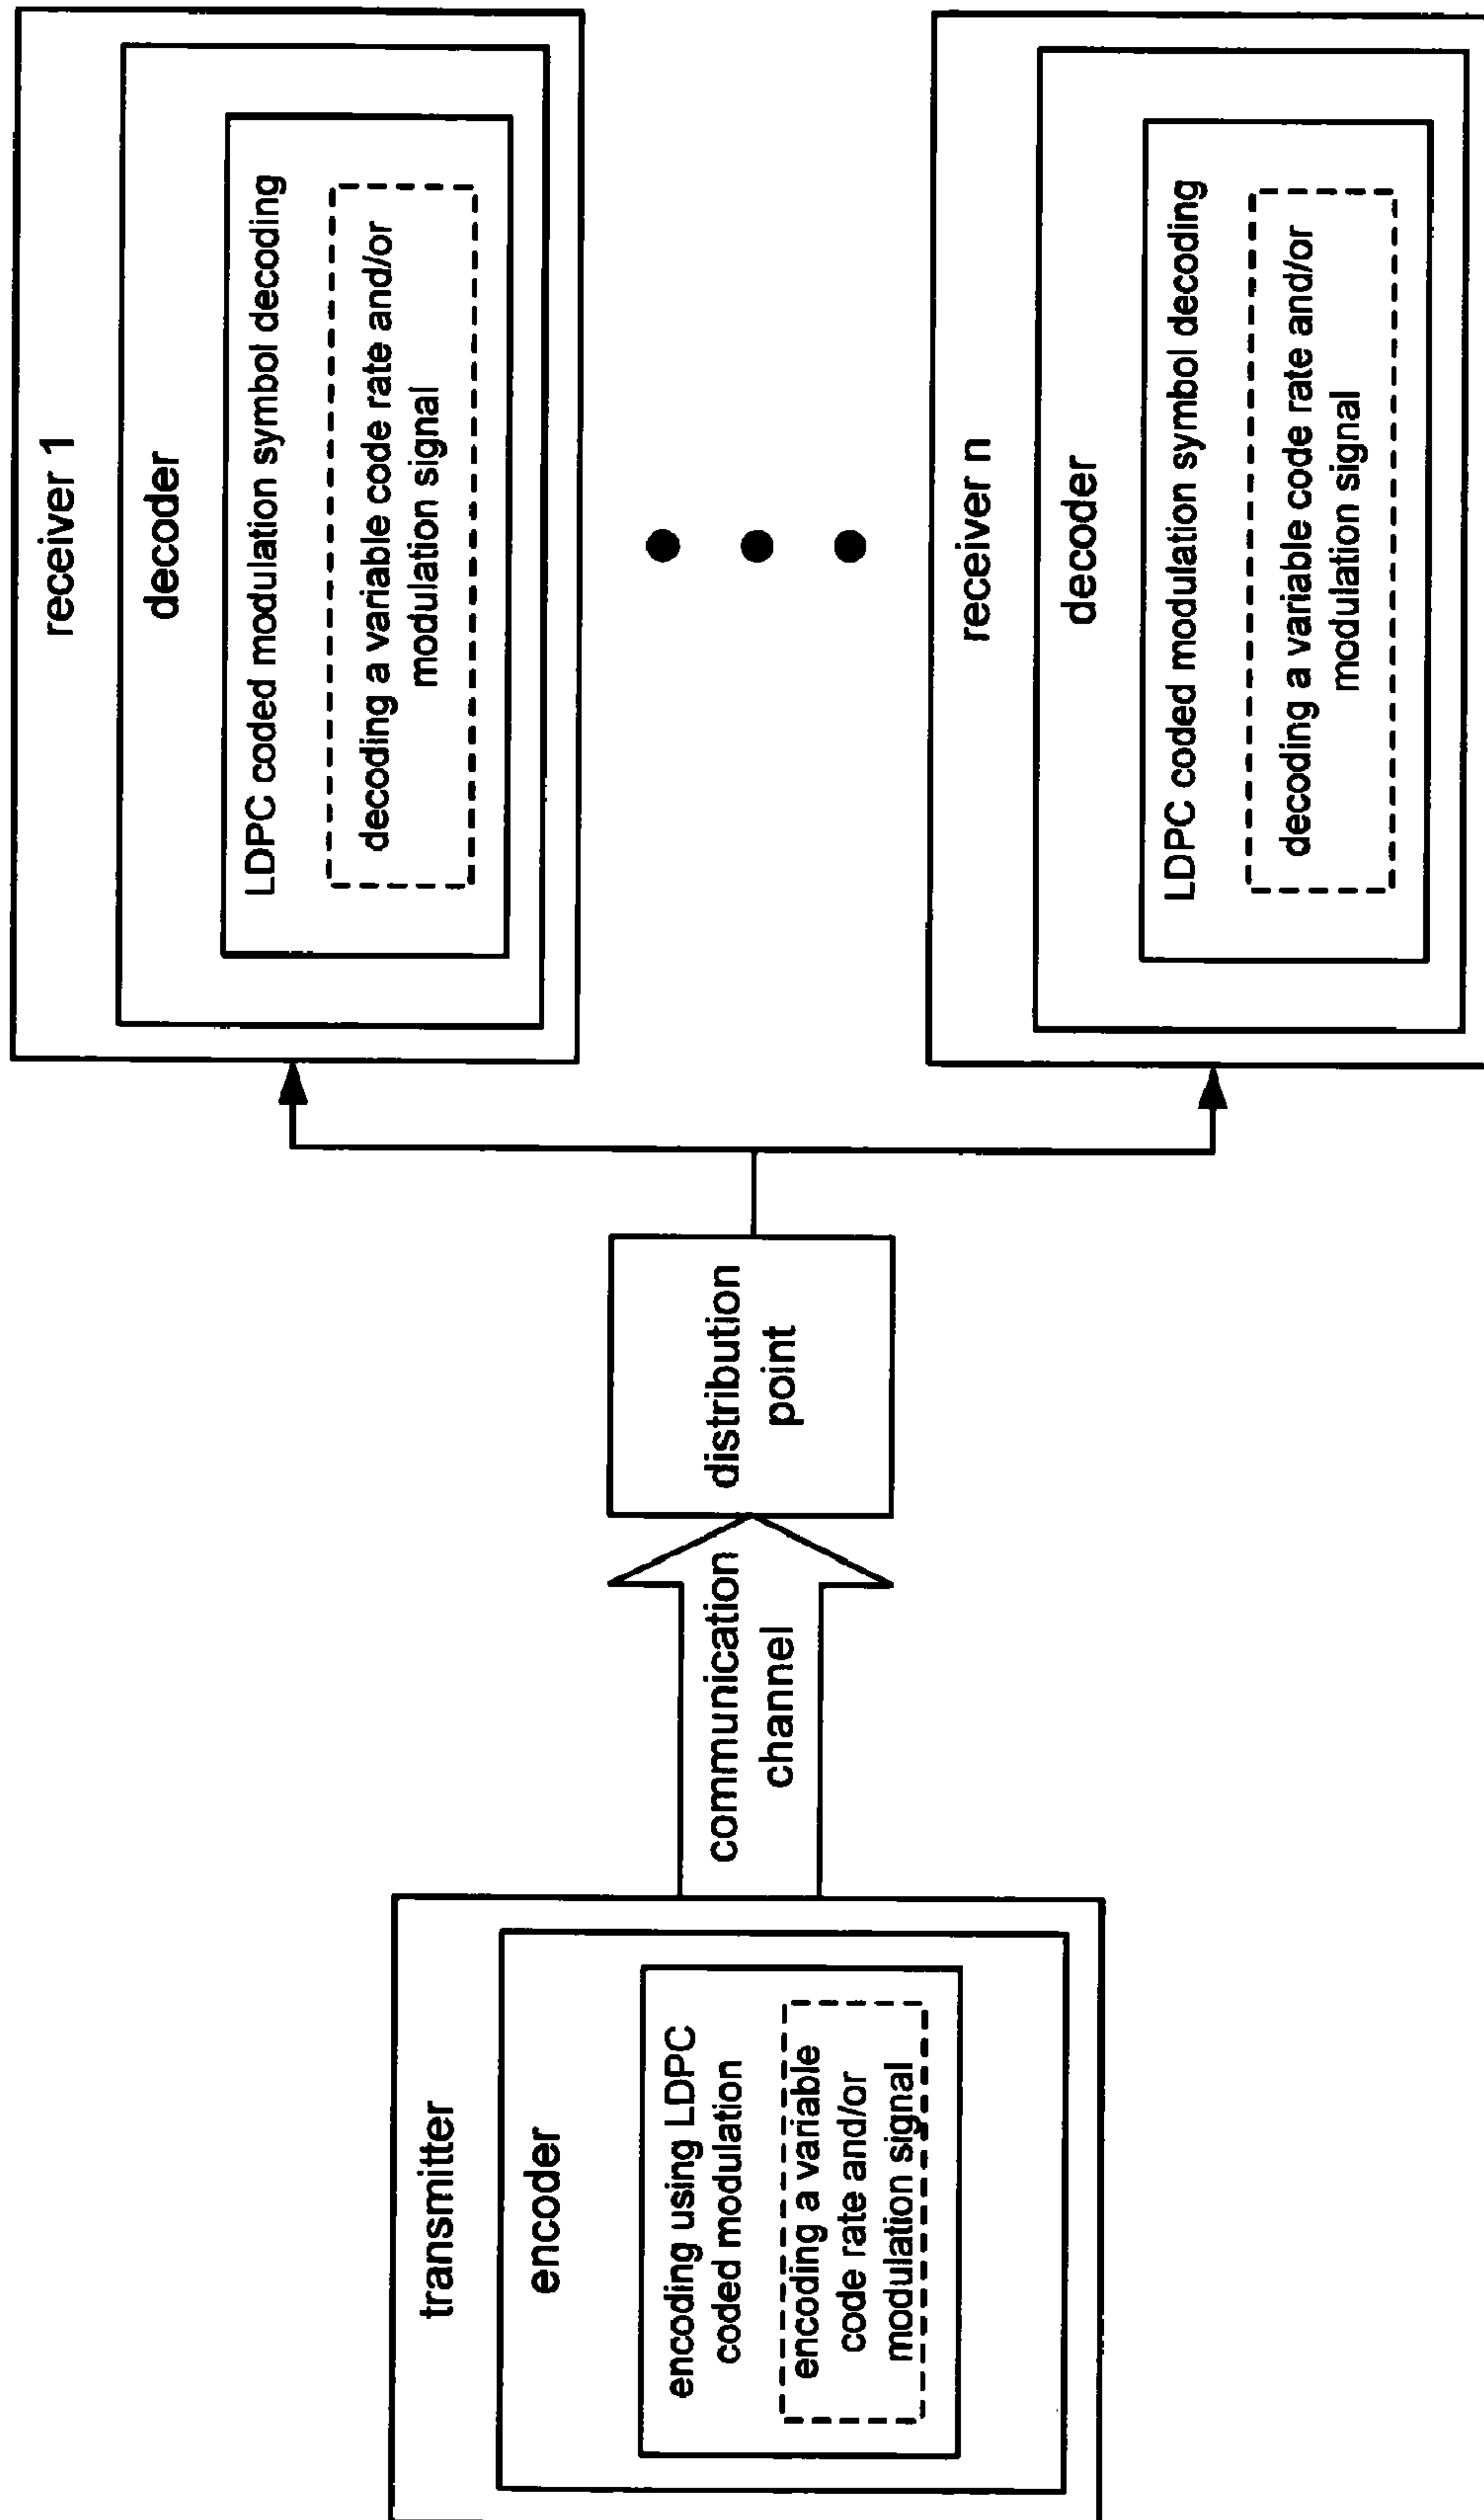 transmitter
encoder
encoding using LDPC
coded modulation
encoding a variable
code rate and/or
modulation signal
communication
channel
distribution
point
receiver 1
decoder
LDPC coded modulation symbol decoding
decoding a variable code rate and/or
modulation signal
receiver n
decoder
LDPC coded modulation symbol decoding
decoding a variable code rate and/or
modulation signal